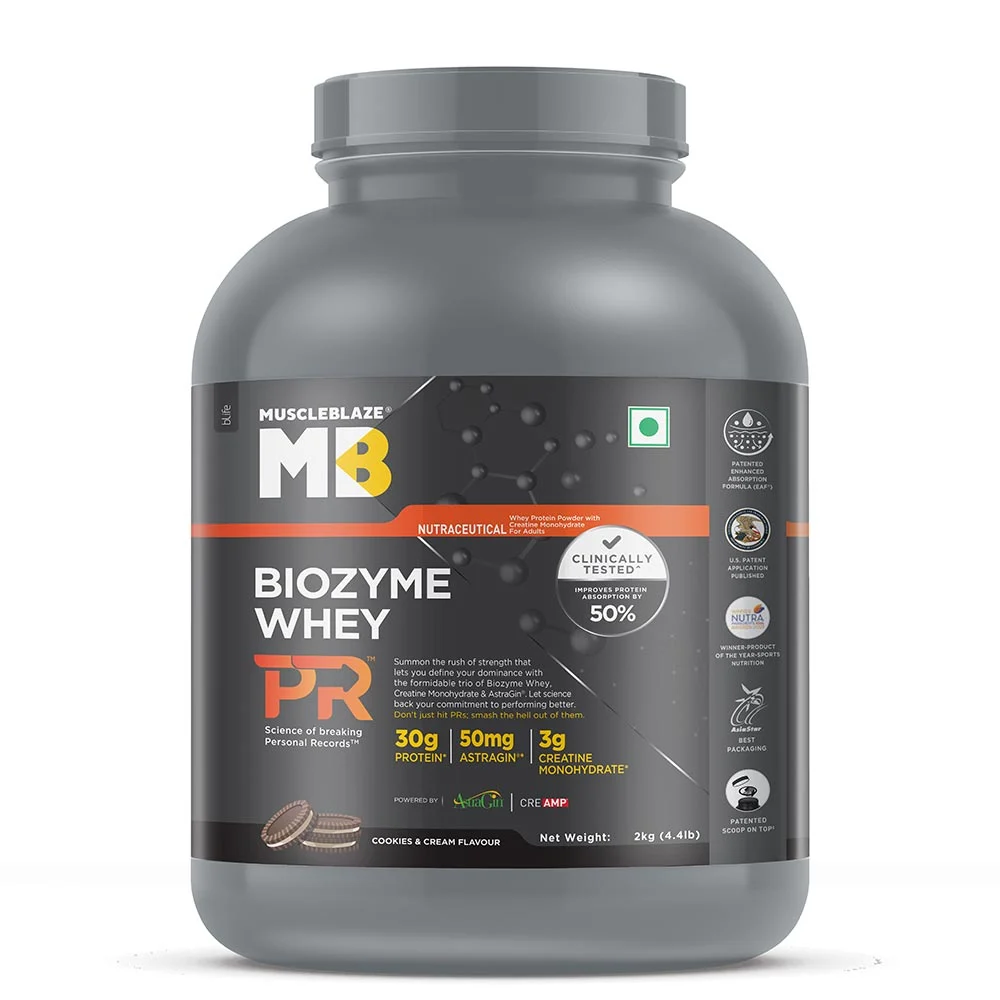 bLife
MUSCLEBLAZE®
MB
NUTRACEUTICAL
Whey Protein Powder with
Creatine Monohydrate
For Adults
CLINICALLY
TESTED^
IMPROVES PROTEIN
ABSORPTION BY
50%
BIOZYME
WHEY
PR™
Science of breaking
Personal Records™
Summon the rush of strength that
lets you define your dominance with
the formidable trio of Biozyme Whey,
Creatine Monohydrate & AstraGin®. Let science
back your commitment to performing better.
Don't just hit PRs; smash the hell out of them.
30g
PROTEIN*
50mg
ASTRAGIN®*
3g
CREATINE
MONOHYDRATE*
POWERED BY
AstraGin
CREAMP
COOKIES & CREAM FLAVOUR
Net Weight: 2kg (4.4lb)
PATENTED
ENHANCED
ABSORPTION
FORMULA (EAF®)
U.S. PATENT
APPLICATION
PUBLISHED
NUTRA
WINNER-PRODUCT
OF THE YEAR-SPORTS
NUTRITION
AsiaStar
BEST
PACKAGING
PATENTED
SCOOP ON TOP